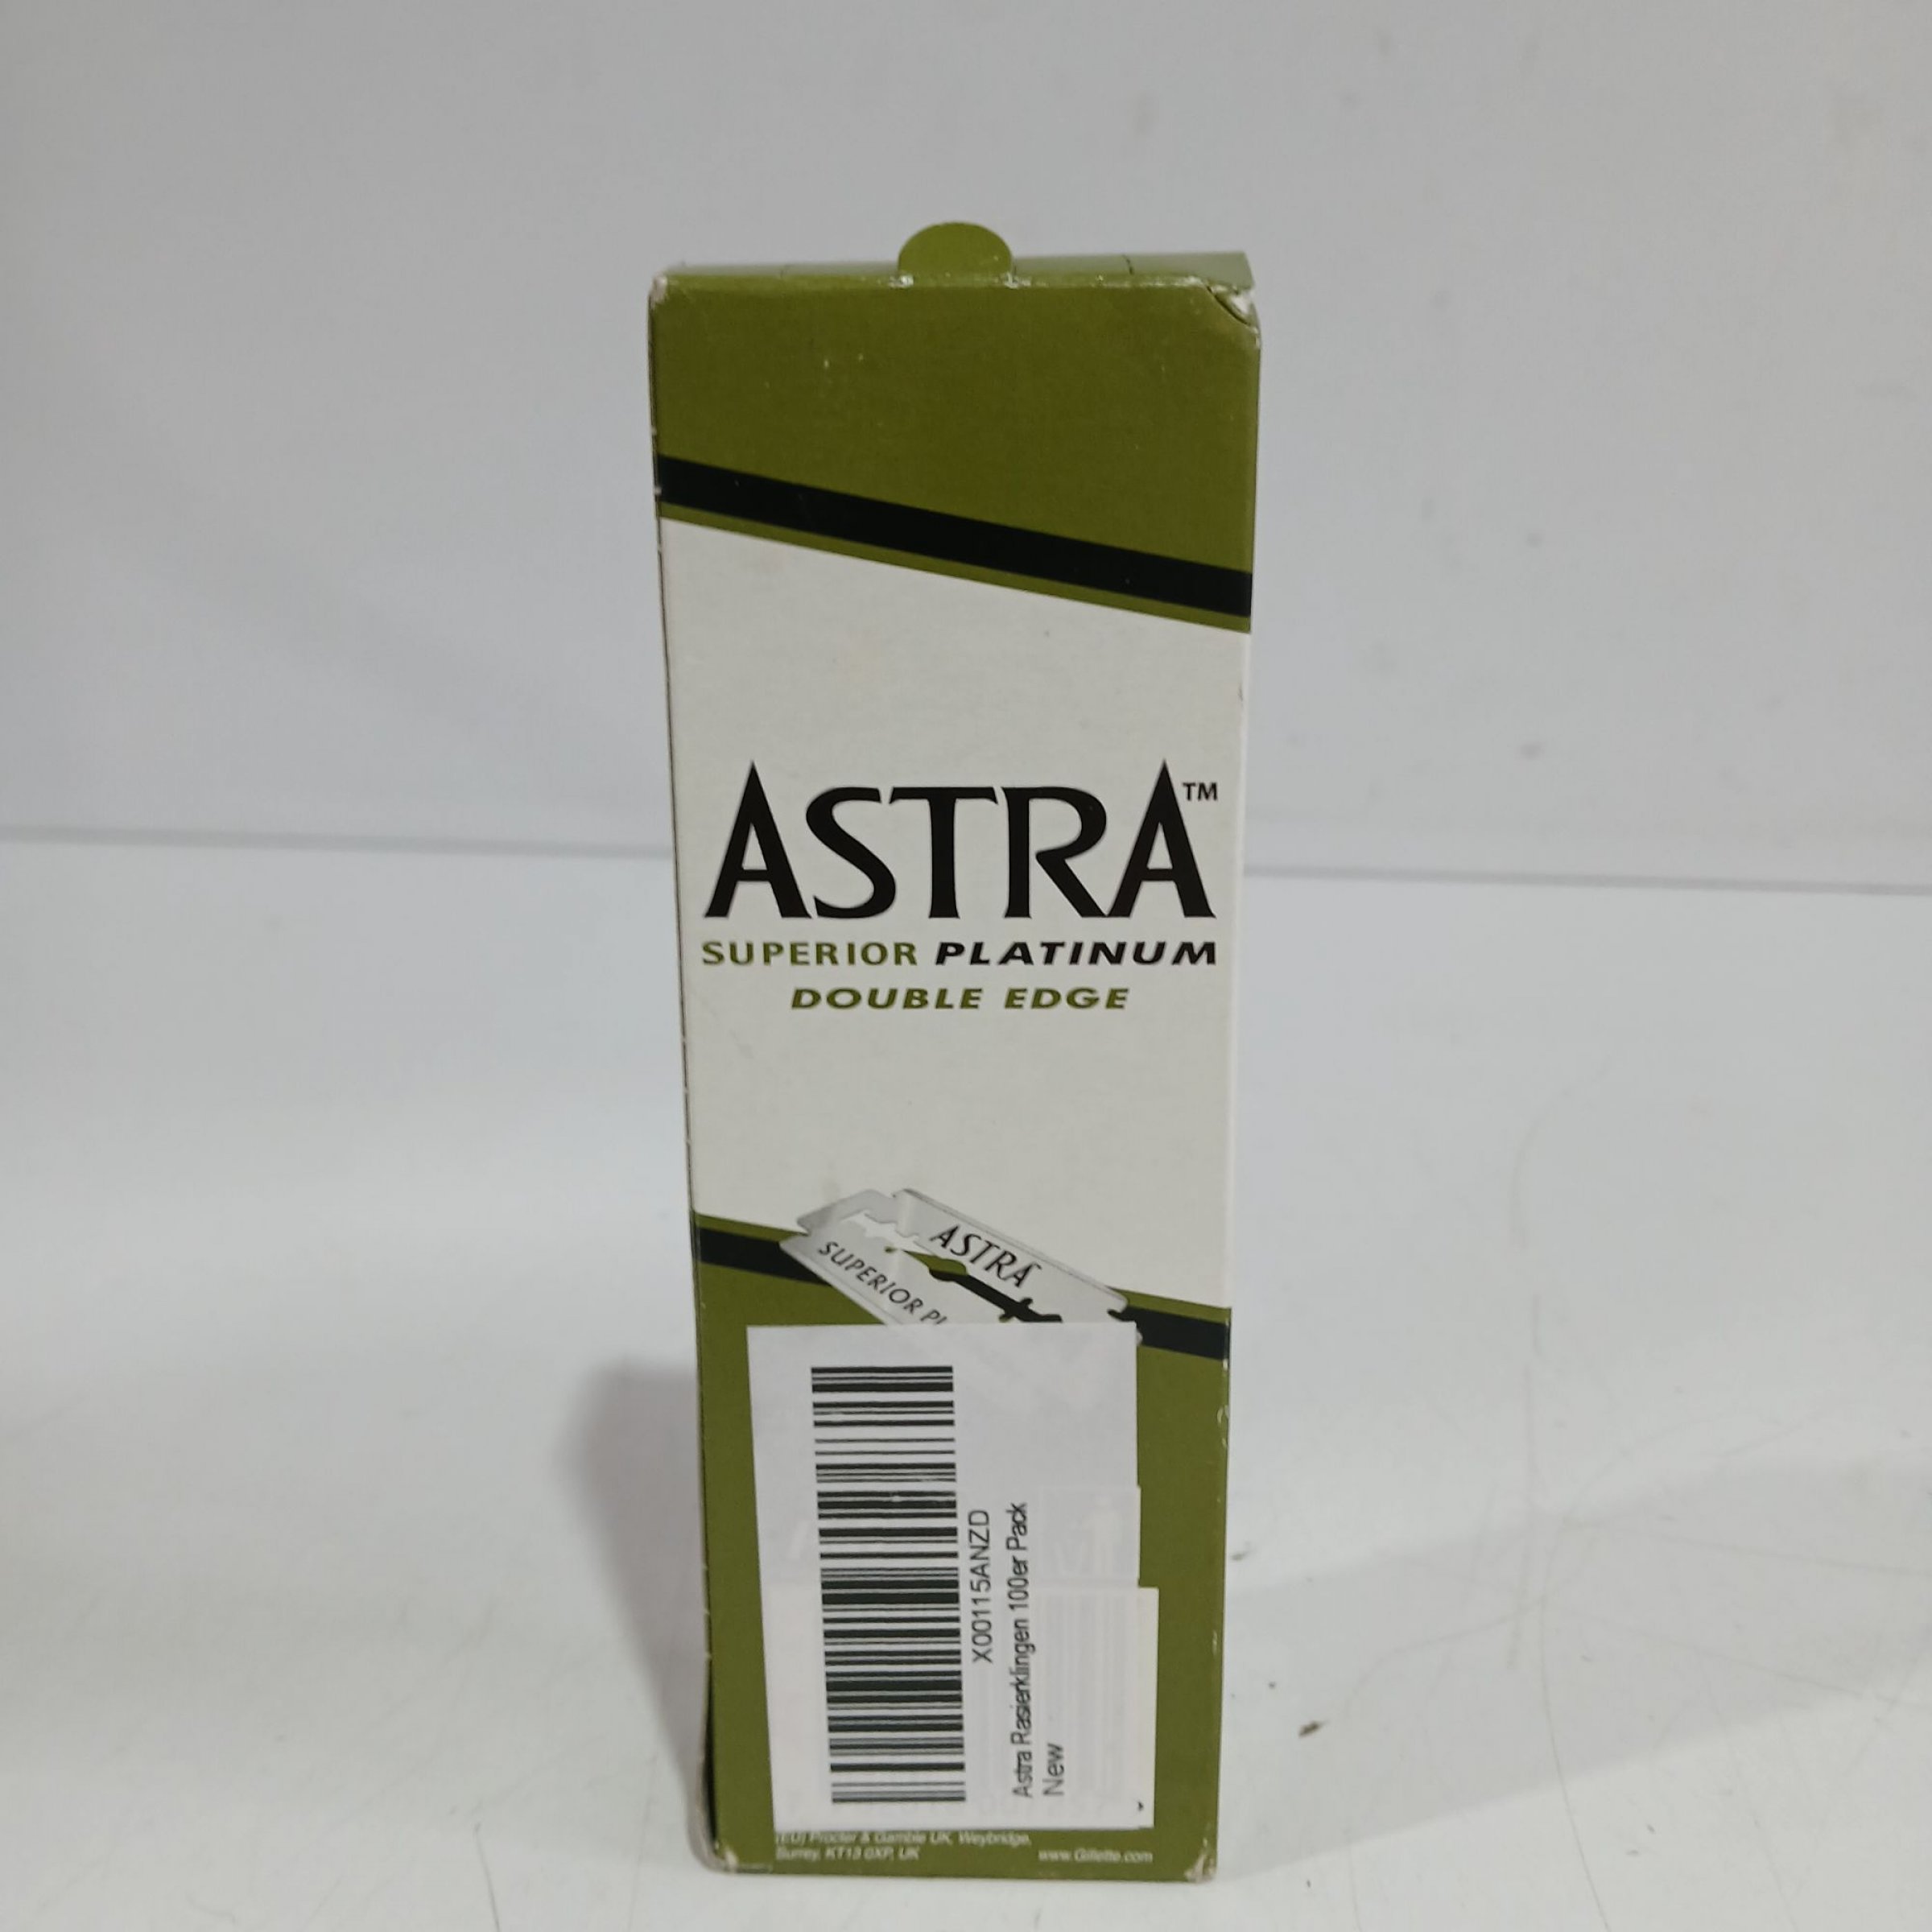 ASTRA™
SUPERIOR PLATINUM
DOUBLE EDGE
ASTRA
SUPERIOR PL
X00115ANZD
Astra Rasierklingen 100er Pack
New
(EU) Procter & Gamble UK, Weybridge,
Surrey, KT13 0XP, UK
www.Gillette.com